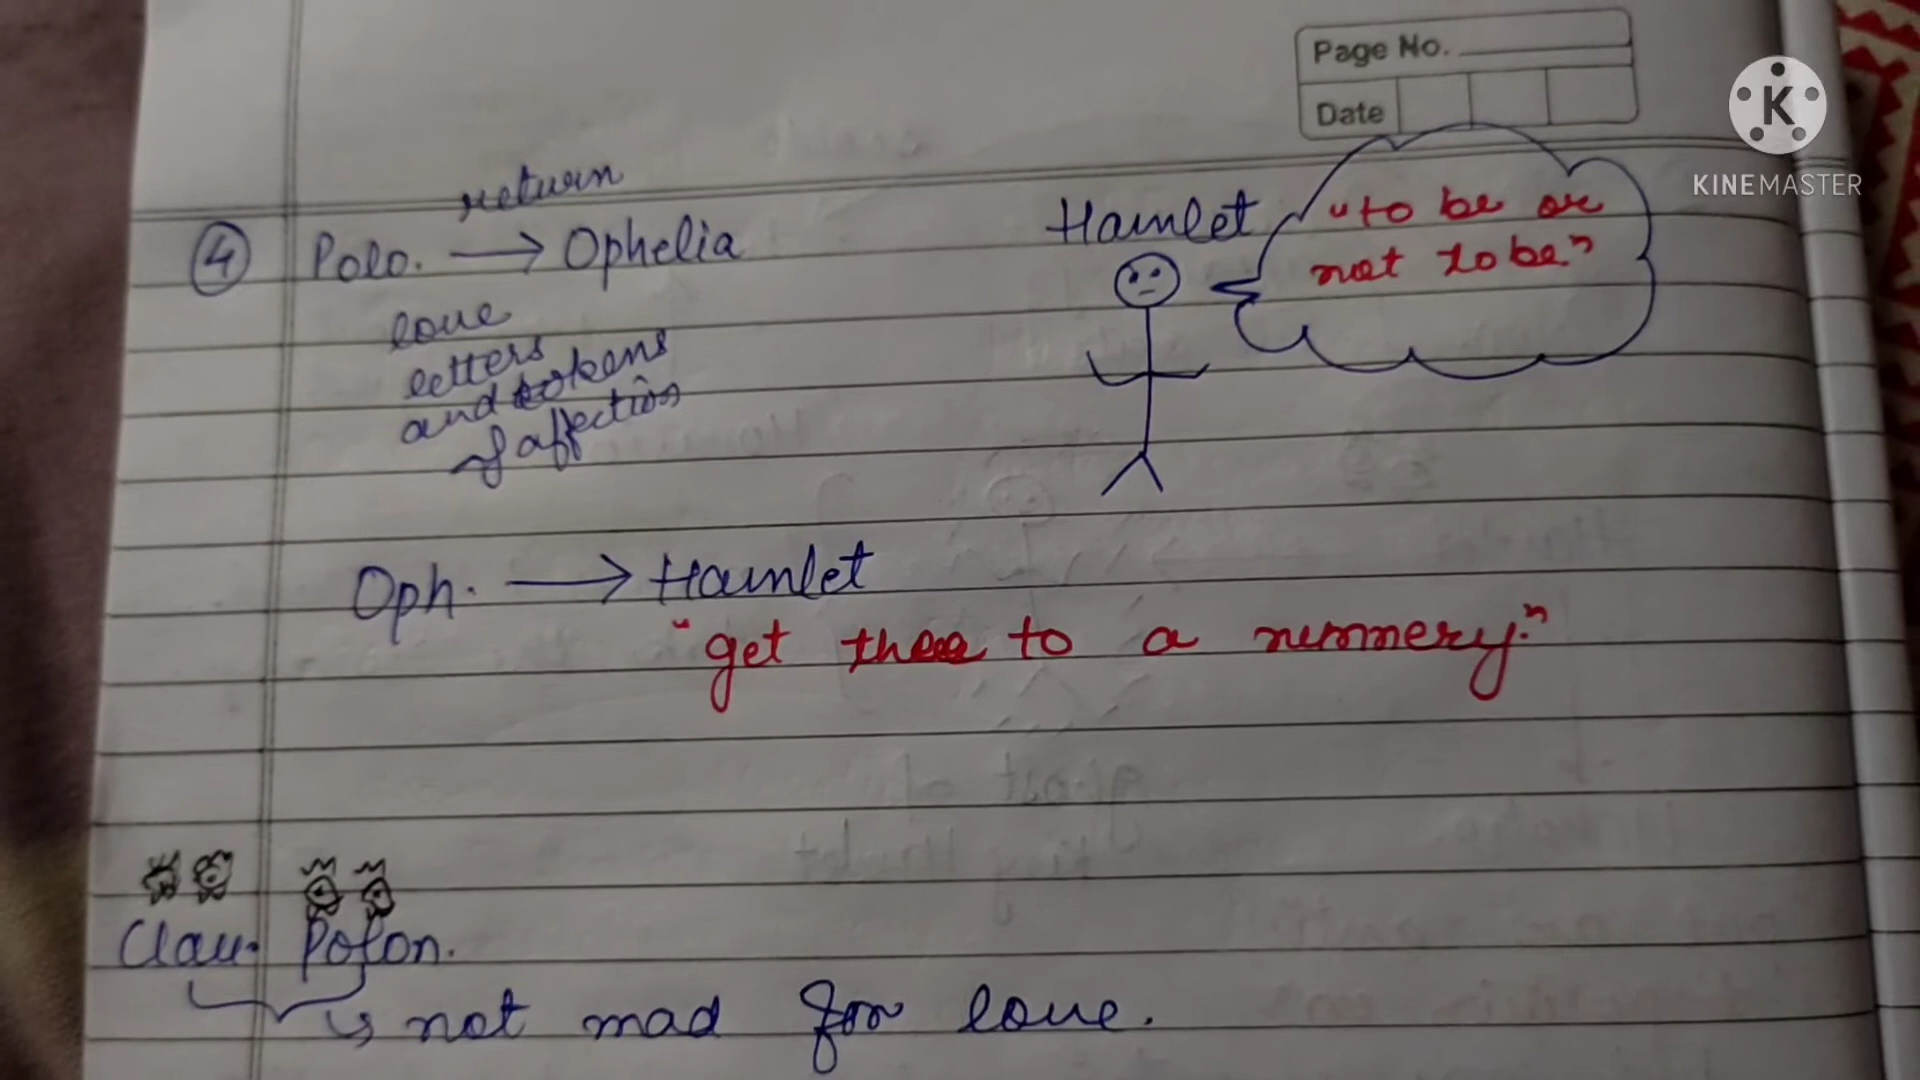 Page No.
Date
KINEMASTER
return
④ Polo. → Ophelia
love
letters
and tokens
of affection
Hamlet
"to be or
not to be."
Oph. → Hamlet
"get thee to a nunnery."
Clau. Polon.
↳ not mad for love.